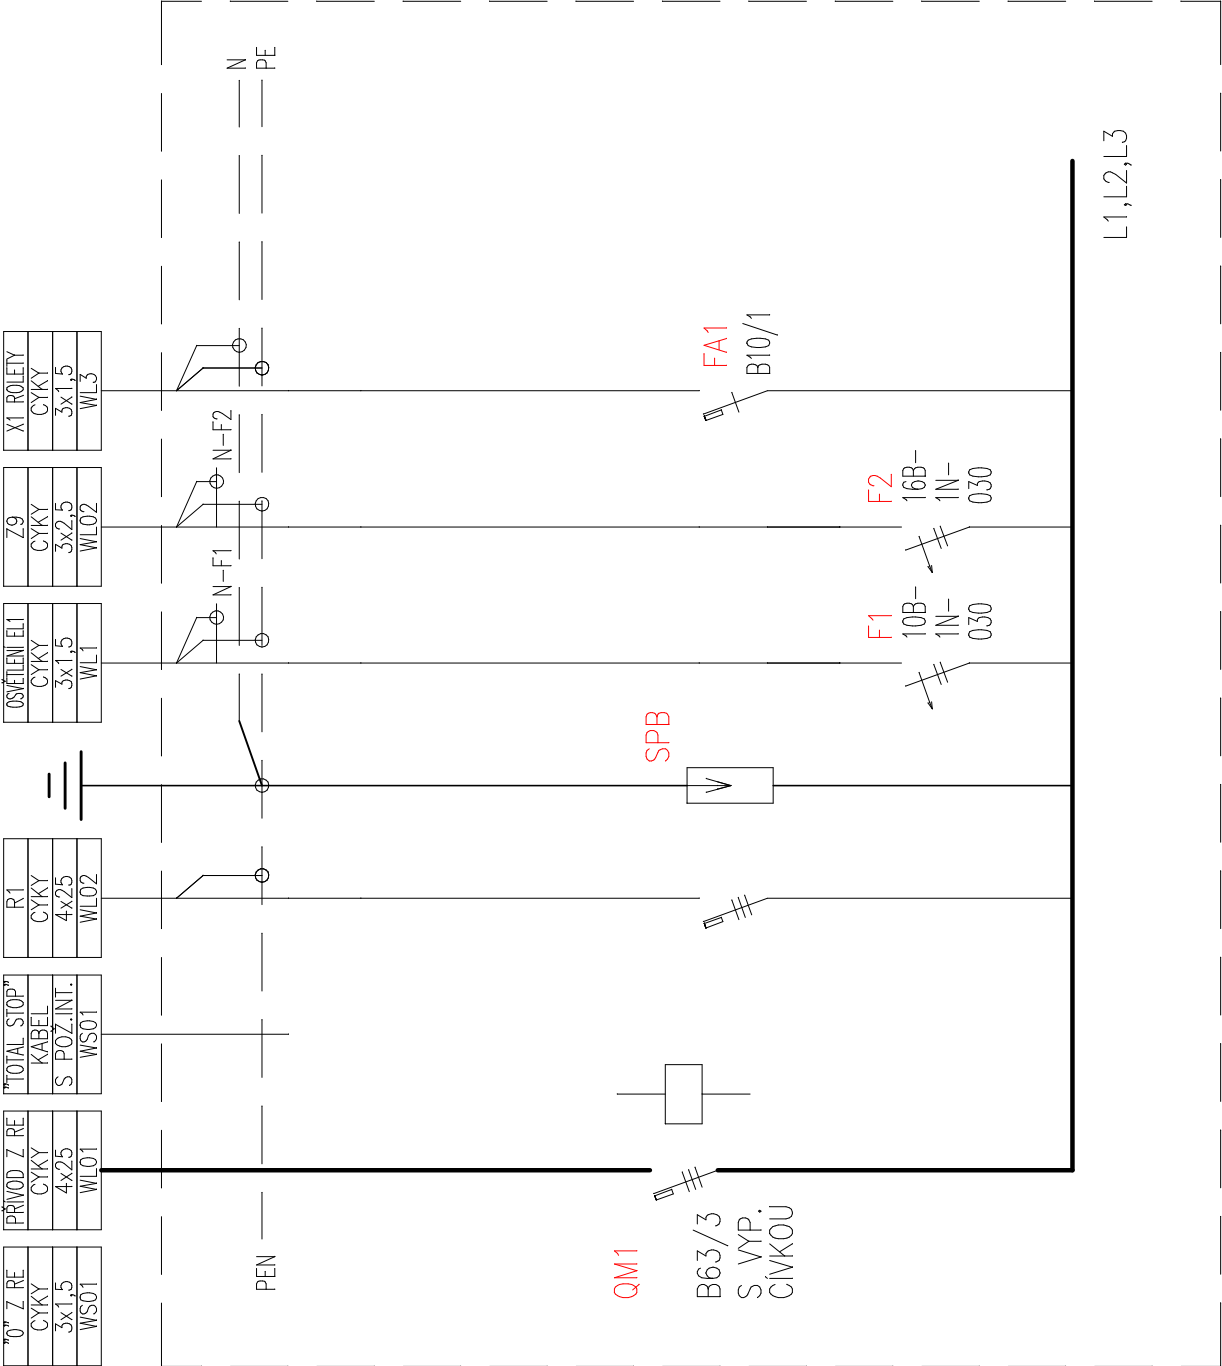 "0" Z RE
CYKY
3x1,5
WS01
PŘÍVOD Z RE
CYKY
4x25
WL01
"TOTAL STOP"
KABEL
S POŽ.INT.
WS01
R1
CYKY
4x25
WL02
OSVĚTLENÍ EL1
CYKY
3x1,5
WL1
Z9
CYKY
3x2,5
WL02
X1 ROLETY
CYKY
3x1,5
WL3
PEN
N-F1
N-F2
N
PE
QM1
B63/3
S VYP.
CÍVKOU
SPB
F1
10B-
1N-
030
F2
16B-
1N-
030
FA1
B10/1
L1,L2,L3